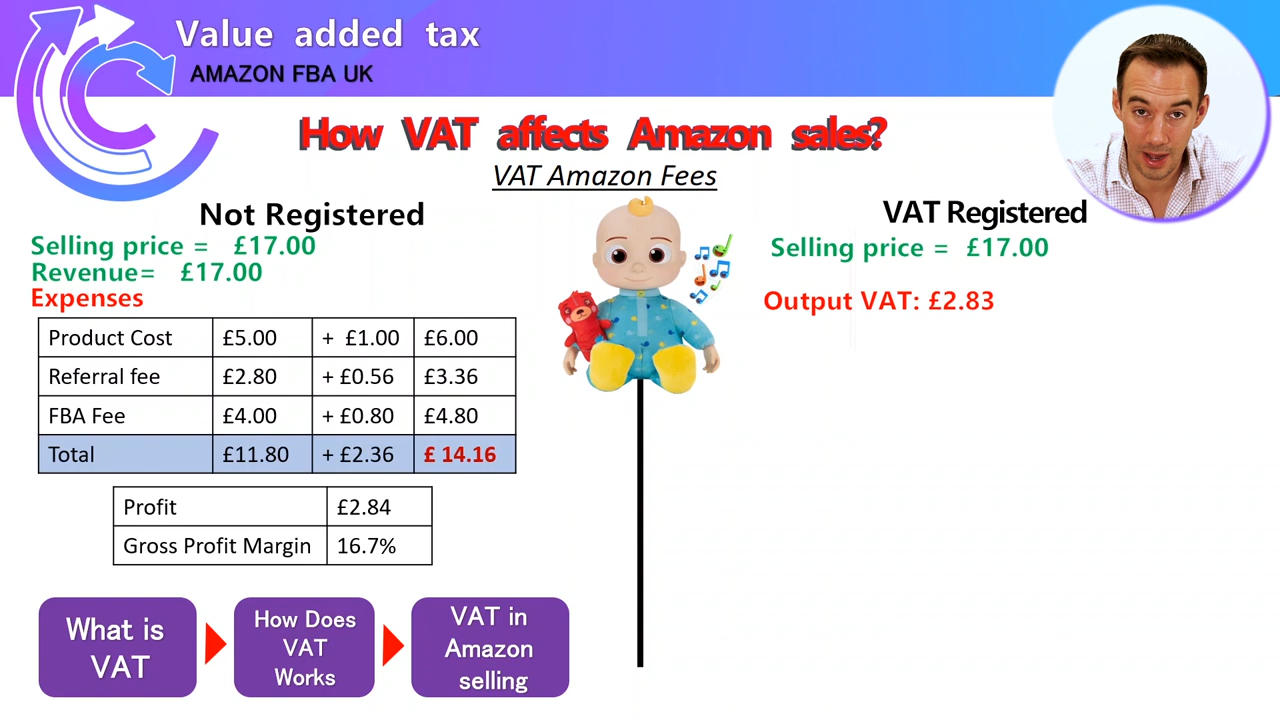 Value added tax
AMAZON FBA UK
How VAT affects Amazon sales?
VAT Amazon Fees
Not Registered
Selling price = £17.00
Revenue= £17.00
Expenses
Product Cost £5.00 + £1.00 £6.00
Referral fee £2.80 + £0.56 £3.36
FBA Fee £4.00 + £0.80 £4.80
Total £11.80 + £2.36 £ 14.16
Profit £2.84
Gross Profit Margin 16.7%
VAT Registered
Selling price = £17.00
Output VAT: £2.83
What is
VAT
How Does
VAT
Works
VAT in
Amazon
selling